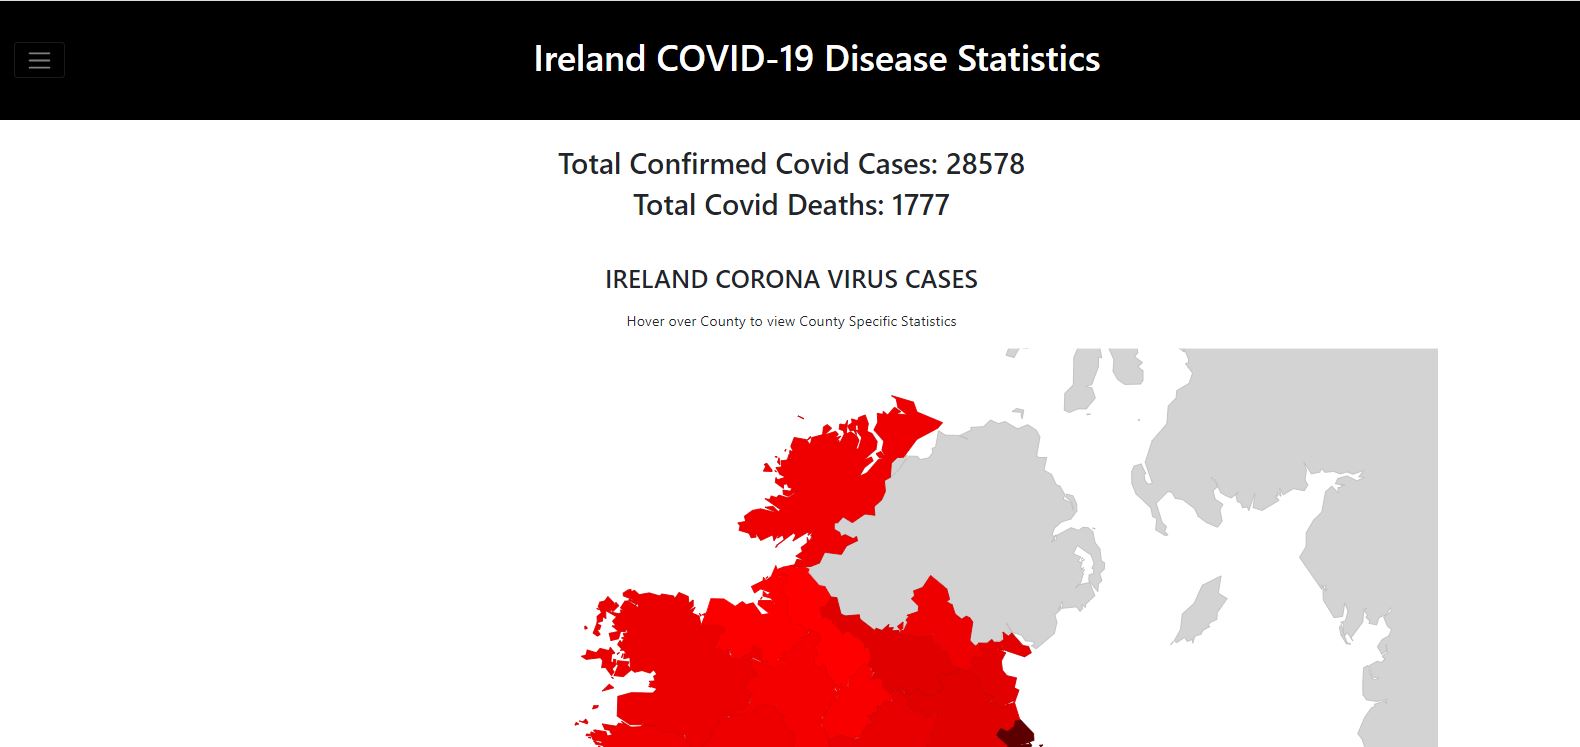 Ireland COVID-19 Disease Statistics
Total Confirmed Covid Cases: 28578
Total Covid Deaths: 1777
IRELAND CORONA VIRUS CASES
Hover over County to view County Specific Statistics